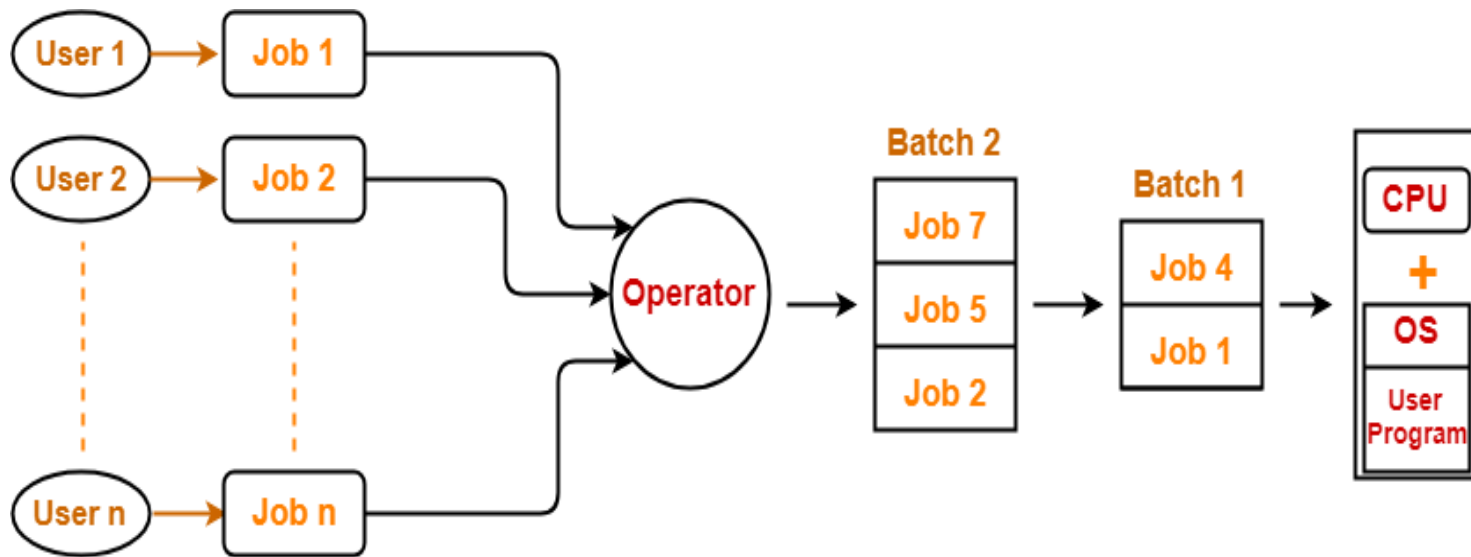 User 1
Job 1
User 2
Job 2
User n
Job n
Operator
Batch 2
Job 7
Job 5
Job 2
Batch 1
Job 4
Job 1
CPU
+
OS
User
Program